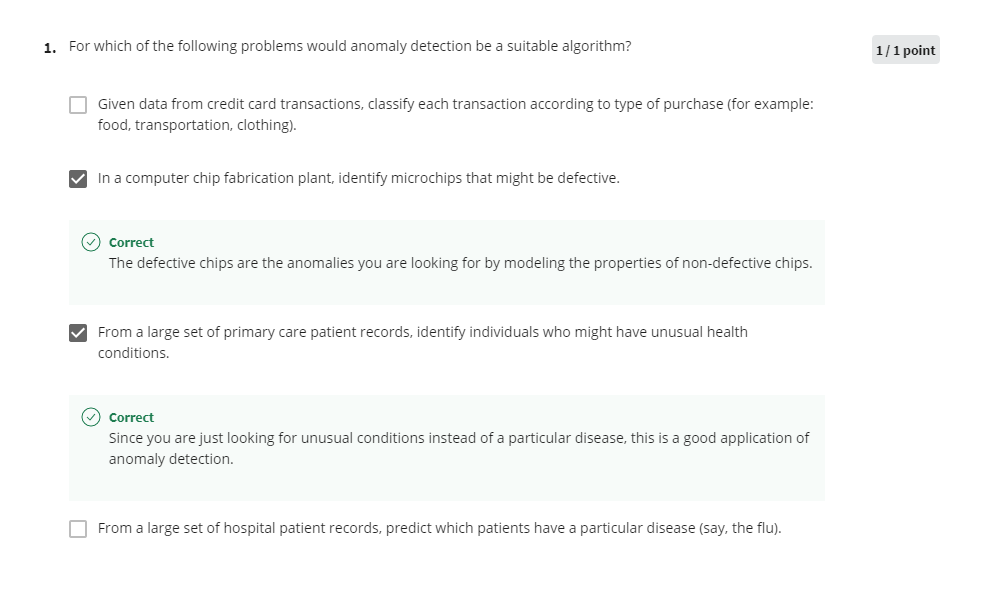 1. For which of the following problems would anomaly detection be a suitable algorithm?
1 / 1 point
Given data from credit card transactions, classify each transaction according to type of purchase (for example:
food, transportation, clothing).
In a computer chip fabrication plant, identify microchips that might be defective.
Correct
The defective chips are the anomalies you are looking for by modeling the properties of non-defective chips.
From a large set of primary care patient records, identify individuals who might have unusual health
conditions.
Correct
Since you are just looking for unusual conditions instead of a particular disease, this is a good application of
anomaly detection.
From a large set of hospital patient records, predict which patients have a particular disease (say, the flu).